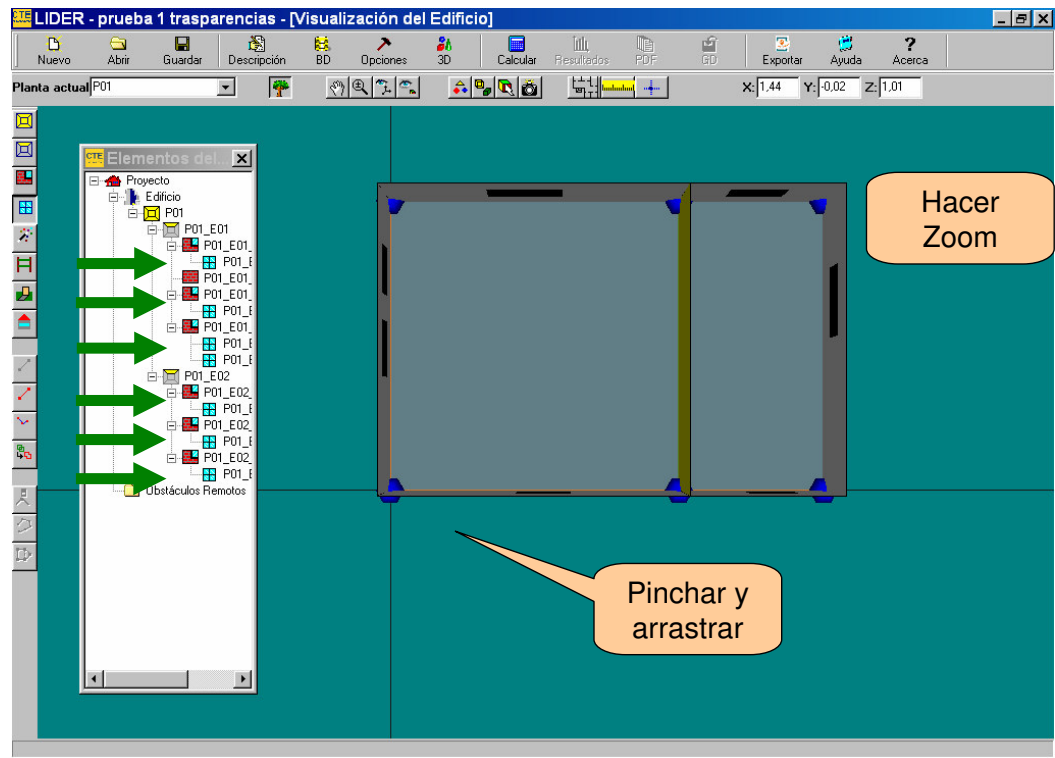 CTE LIDER - prueba 1 trasparencias - [Visualización del Edificio]
Nuevo Abrir Guardar Descripción BD Opciones 3D Calcular Resultados PDF GD Exportar Ayuda Acerca
Planta actual P01 X: 1,44 Y: -0,02 Z: 1,01
CTE Elementos del...
Proyecto
Edificio
P01
P01_E01
P01_E01_
P01_E
P01_E01_
P01_E01_
P01_E
P01_E01_
P01_E
P01_E
P01_E02
P01_E02_
P01_E
P01_E02_
P01_E
P01_E02_
P01_E
Obstáculos Remotos
Hacer
Zoom
Pinchar y
arrastrar